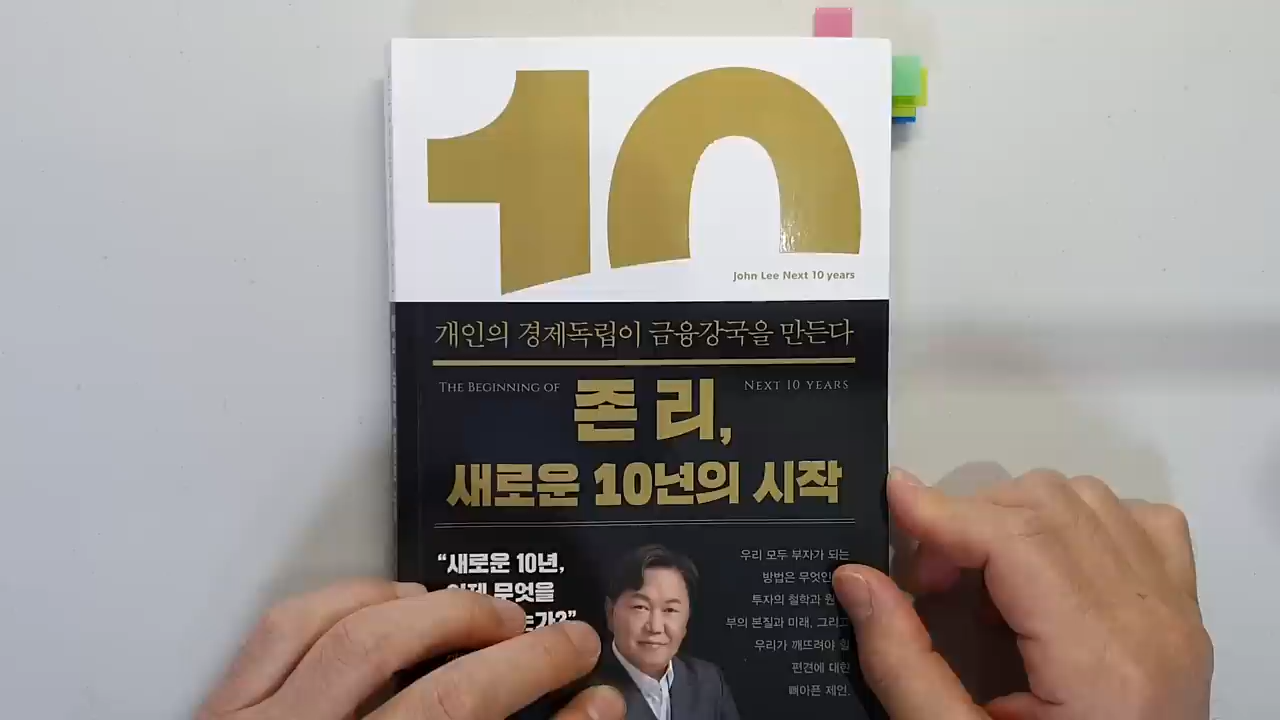 10
John Lee Next 10 years
개인의 경제독립이 금융강국을 만든다
THE BEGINNING OF 존 리, NEXT 10 YEARS
새로운 10년의 시작
“새로운 10년,
무엇을
우리 모두 부자가 되는
방법은
투자의 철학과
부의 본질과 미래, 그리고
우리가 깨뜨려야 할
편견에 대한
뼈아픈 제언.